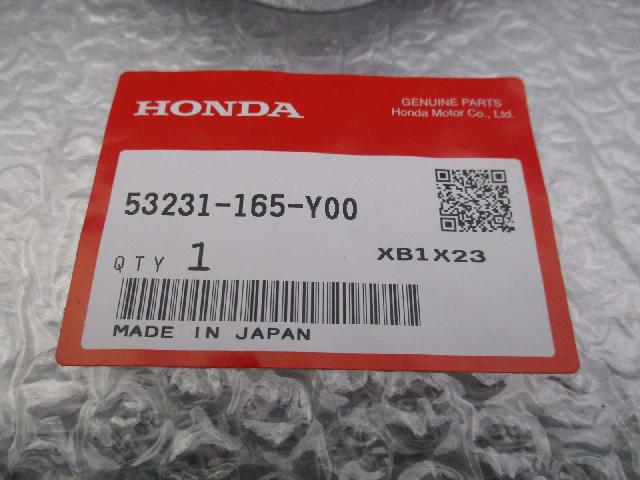 HONDA
GENUINE PARTS
Honda Motor Co., Ltd.
53231-165-Y00
QTY 1
XB1X23
MADE IN JAPAN